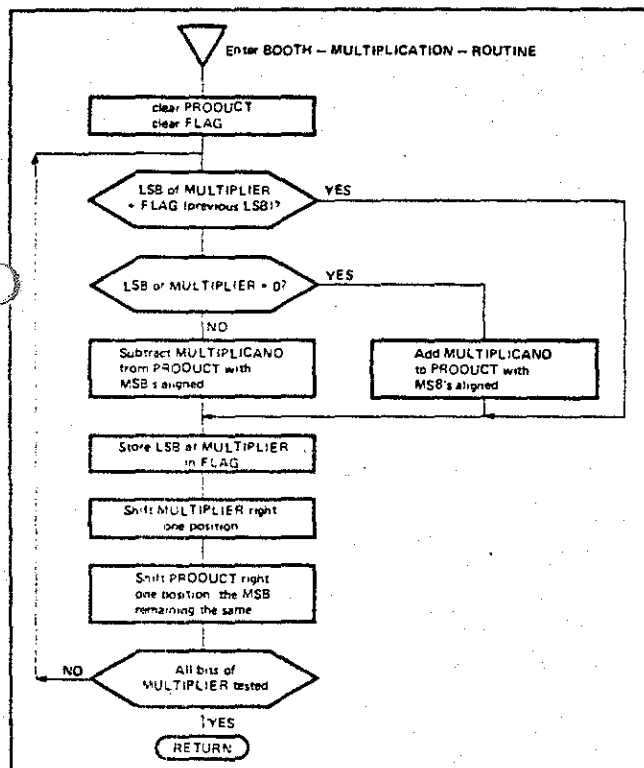 Enter BOOTH – MULTIPLICATION – ROUTINE
clear PRODUCT
clear FLAG
LSB of MULTIPLIER
= FLAG (previous LSB)?
YES
LSB of MULTIPLIER = 0?
YES
NO
Subtract MULTIPLICAND
from PRODUCT with
MSB's aligned
Add MULTIPLICAND
to PRODUCT with
MSB's aligned
Store LSB of MULTIPLIER
in FLAG
Shift MULTIPLIER right
one position
Shift PRODUCT right
one position the MSB
remaining the same
NO
All bits of
MULTIPLIER tested
YES
RETURN